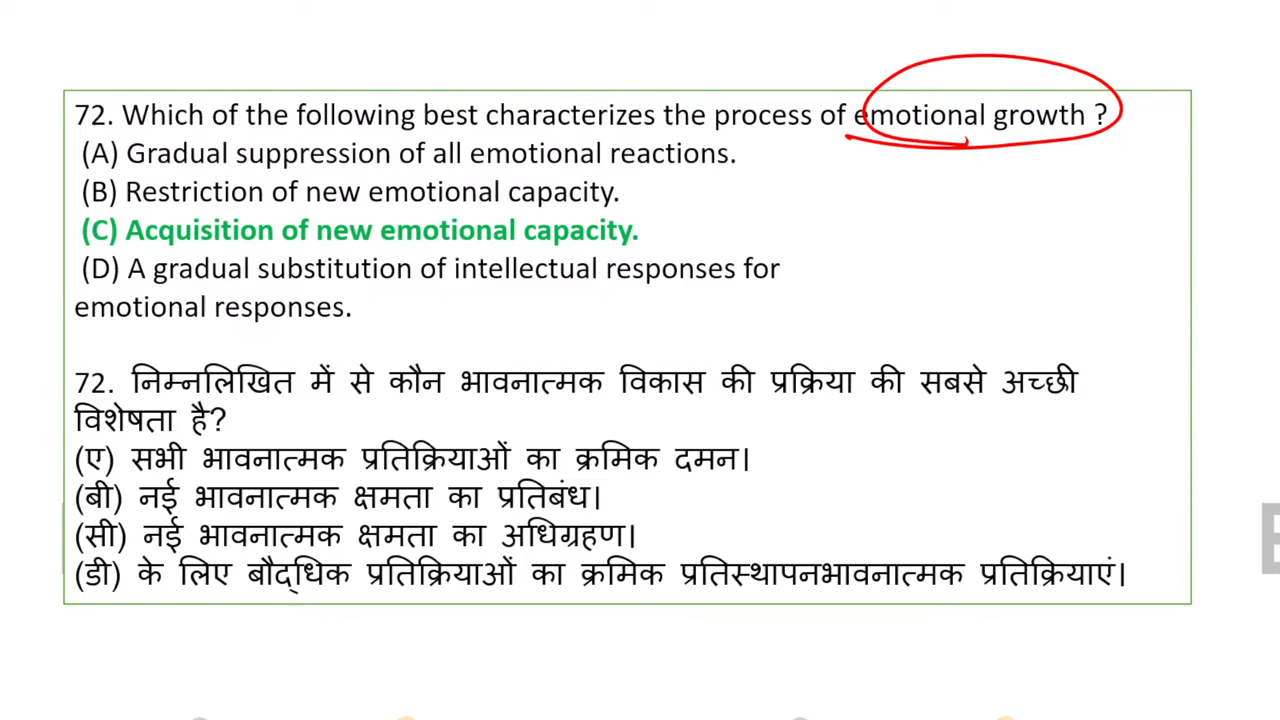 72. Which of the following best characterizes the process of emotional growth ?
(A) Gradual suppression of all emotional reactions.
(B) Restriction of new emotional capacity.
(C) Acquisition of new emotional capacity.
(D) A gradual substitution of intellectual responses for
emotional responses.
72. निम्नलिखित में से कौन भावनात्मक विकास की प्रक्रिया की सबसे अच्छी
विशेषता है?
(ए) सभी भावनात्मक प्रतिक्रियाओं का क्रमिक दमन।
(बी) नई भावनात्मक क्षमता का प्रतिबंध।
(सी) नई भावनात्मक क्षमता का अधिग्रहण।
(डी) के लिए बौद्धिक प्रतिक्रियाओं का क्रमिक प्रतिस्थापनभावनात्मक प्रतिक्रियाएं।